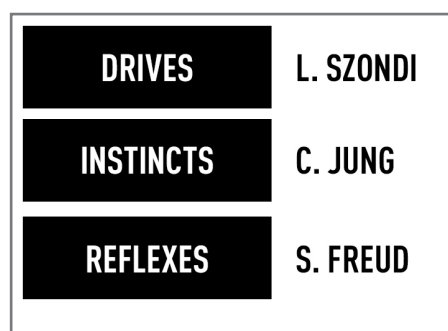 DRIVES L. SZONDI
INSTINCTS C. JUNG
REFLEXES S. FREUD